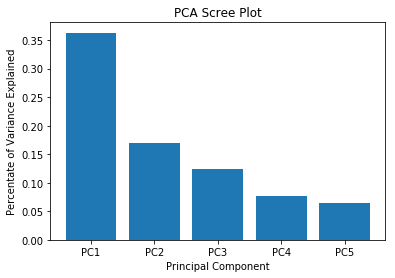 PCA Scree Plot
Percentate of Variance Explained
0.35
0.30
0.25
0.20
0.15
0.10
0.05
0.00
PC1 PC2 PC3 PC4 PC5
Principal Component